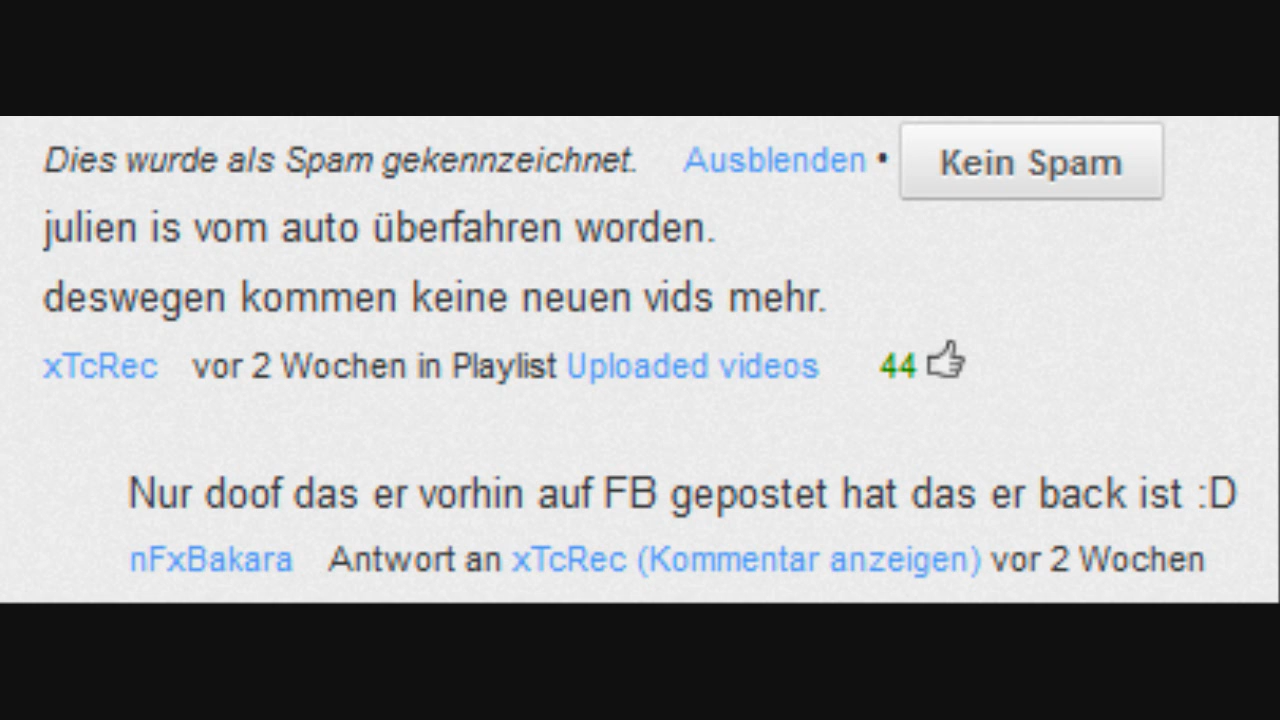 Dies wurde als Spam gekennzeichnet. Ausblenden • Kein Spam
julien is vom auto überfahren worden.
deswegen kommen keine neuen vids mehr.
xTcRec vor 2 Wochen in Playlist Uploaded videos 44
Nur doof das er vorhin auf FB gepostet hat das er back ist :D
nFxBakara Antwort an xTcRec (Kommentar anzeigen) vor 2 Wochen